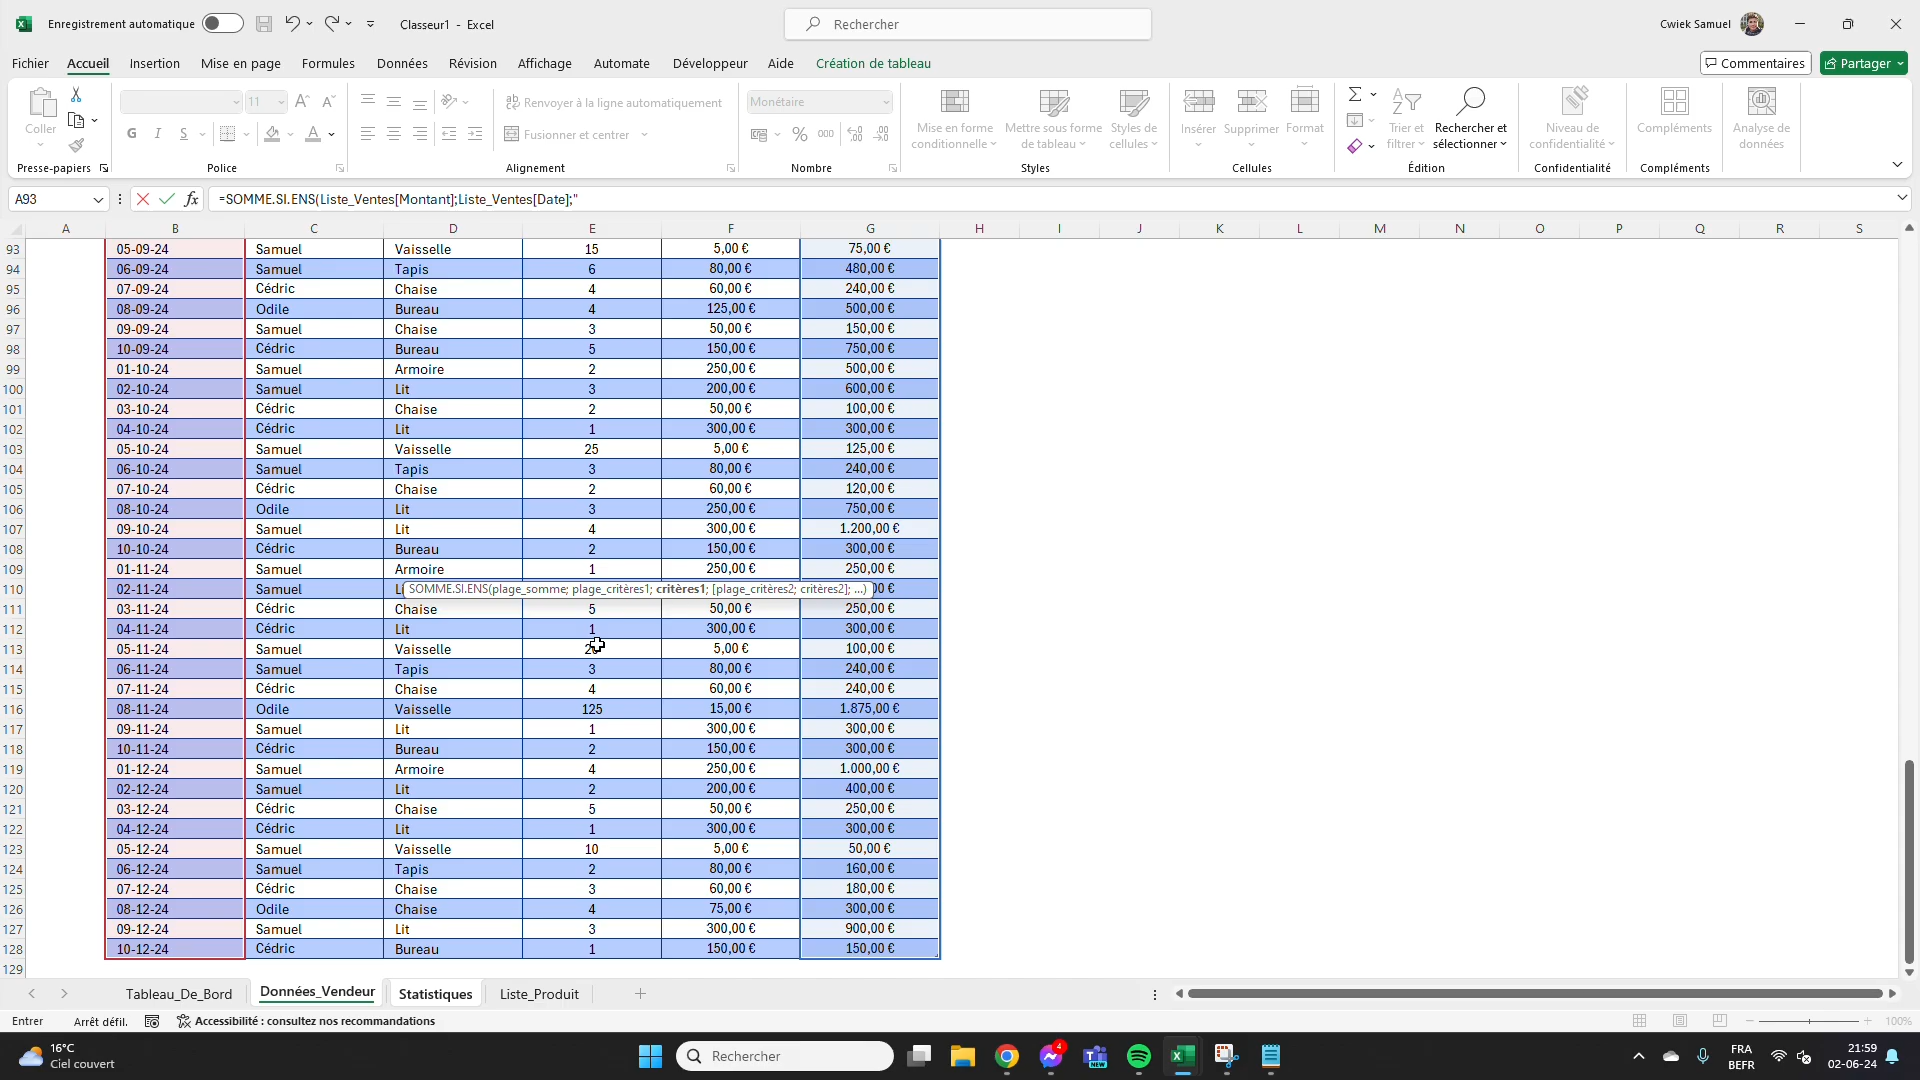 Enregistrement automatique
Classeur1 - Excel
Rechercher
Cwiek Samuel
Fichier Accueil Insertion Mise en page Formules Données Révision Affichage Automate Développeur Aide Création de tableau
Commentaires Partager
Coller
Presse-papiers
11
G I S
Police
Renvoyer à la ligne automatiquement
Fusionner et centrer
Alignement
Monétaire
% 000
Nombre
Mise en forme conditionnelle
Mettre sous forme de tableau
Styles de cellules
Styles
Insérer Supprimer Format
Cellules
Trier et filtrer
Rechercher et sélectionner
Édition
Niveau de confidentialité
Confidentialité
Compléments
Compléments
Analyse de données
A93 fx =SOMME.SI.ENS(Liste_Ventes[Montant];Liste_Ventes[Date];"
A B C D E F G H I J K L M N O P Q R S
93 05-09-24 Samuel Vaisselle 15 5,00 € 75,00 €
94 06-09-24 Samuel Tapis 6 80,00 € 480,00 €
95 07-09-24 Cédric Chaise 4 60,00 € 240,00 €
96 08-09-24 Odile Bureau 4 125,00 € 500,00 €
97 09-09-24 Samuel Chaise 3 50,00 € 150,00 €
98 10-09-24 Cédric Bureau 5 150,00 € 750,00 €
99 01-10-24 Samuel Armoire 2 250,00 € 500,00 €
100 02-10-24 Samuel Lit 3 200,00 € 600,00 €
101 03-10-24 Cédric Chaise 2 50,00 € 100,00 €
102 04-10-24 Cédric Lit 1 300,00 € 300,00 €
103 05-10-24 Samuel Vaisselle 25 5,00 € 125,00 €
104 06-10-24 Samuel Tapis 3 80,00 € 240,00 €
105 07-10-24 Cédric Chaise 2 60,00 € 120,00 €
106 08-10-24 Odile Lit 3 250,00 € 750,00 €
107 09-10-24 Samuel Lit 4 300,00 € 1.200,00 €
108 10-10-24 Cédric Bureau 2 150,00 € 300,00 €
109 01-11-24 Samuel Armoire 1 250,00 € 250,00 €
110 02-11-24 Samuel SOMME.SI.ENS(plage_somme; plage_critères1; critères1; [plage_critères2; critères2]; ...)
111 03-11-24 Cédric Chaise 5 50,00 € 250,00 €
112 04-11-24 Cédric Lit 1 300,00 € 300,00 €
113 05-11-24 Samuel Vaisselle 5,00 € 100,00 €
114 06-11-24 Samuel Tapis 3 80,00 € 240,00 €
115 07-11-24 Cédric Chaise 4 60,00 € 240,00 €
116 08-11-24 Odile Vaisselle 125 15,00 € 1.875,00 €
117 09-11-24 Samuel Lit 1 300,00 € 300,00 €
118 10-11-24 Cédric Bureau 2 150,00 € 300,00 €
119 01-12-24 Samuel Armoire 4 250,00 € 1.000,00 €
120 02-12-24 Samuel Lit 2 200,00 € 400,00 €
121 03-12-24 Cédric Chaise 5 50,00 € 250,00 €
122 04-12-24 Cédric Lit 1 300,00 € 300,00 €
123 05-12-24 Samuel Vaisselle 10 5,00 € 50,00 €
124 06-12-24 Samuel Tapis 2 80,00 € 160,00 €
125 07-12-24 Cédric Chaise 3 60,00 € 180,00 €
126 08-12-24 Odile Chaise 4 75,00 € 300,00 €
127 09-12-24 Samuel Lit 3 300,00 € 900,00 €
128 10-12-24 Cédric Bureau 1 150,00 € 150,00 €
129
Tableau_De_Bord Données_Vendeur Statistiques Liste_Produit
Entrer Arrêt défil. Accessibilité : consultez nos recommandations 100%
16°C
Ciel couvert
Rechercher
4
NEW
FRA
BEFR
21:59
02-06-24